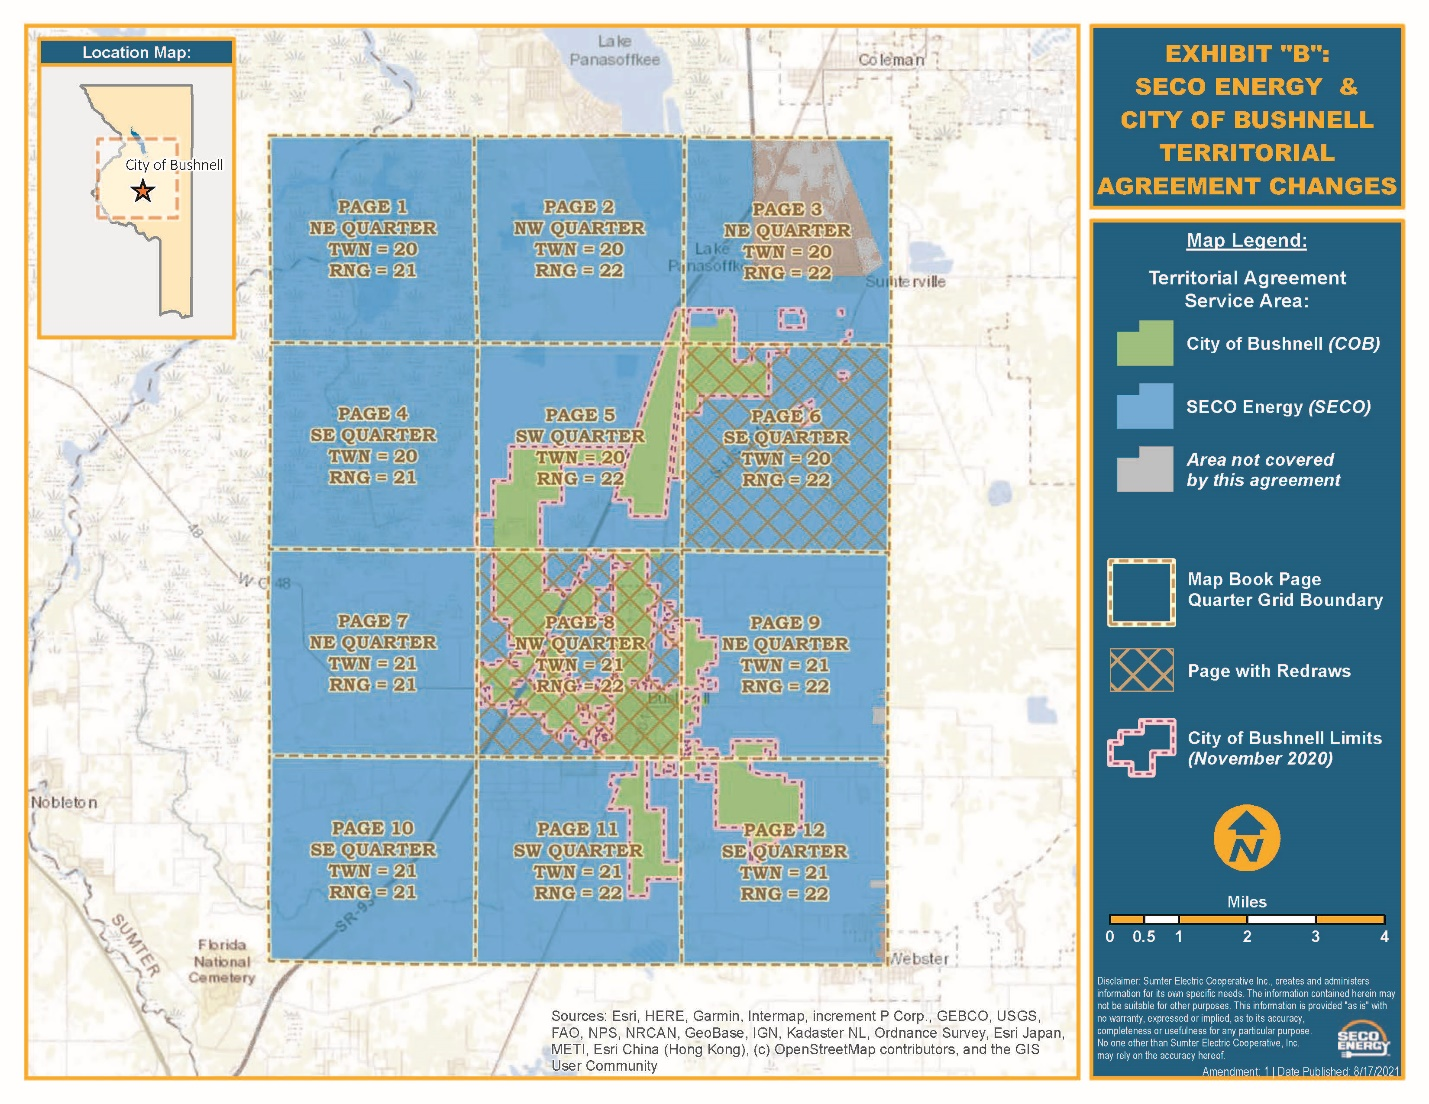 Location Map:
City of Bushnell
Lake
Panasoffkee
Coleman
PAGE 1
NE QUARTER
TWN = 20
RNG = 21
PAGE 2
NW QUARTER
TWN = 20
RNG = 22
PAGE 3
NE QUARTER
TWN = 20
RNG = 22
Lake
Panasoffk
Sumterville
PAGE 4
SE QUARTER
TWN = 20
RNG = 21
PAGE 5
SW QUARTER
TWN = 20
RNG = 22
PAGE 6
SE QUARTER
TWN = 20
RNG = 22
48
W C 48
PAGE 7
NE QUARTER
TWN = 21
RNG = 21
PAGE 8
NW QUARTER
TWN = 21
RNG = 22
PAGE 9
NE QUARTER
TWN = 21
RNG = 22
Nobleton
PAGE 10
SE QUARTER
TWN = 21
RNG = 21
PAGE 11
SW QUARTER
TWN = 21
RNG = 22
PAGE 12
SE QUARTER
TWN = 21
RNG = 22
SR-93
SUMTER
Florida
National
Cemetery
Webster
Sources: Esri, HERE, Garmin, Intermap, increment P Corp., GEBCO, USGS,
FAO, NPS, NRCAN, GeoBase, IGN, Kadaster NL, Ordnance Survey, Esri Japan,
METI, Esri China (Hong Kong), (c) OpenStreetMap contributors, and the GIS
User Community
EXHIBIT "B":
SECO ENERGY &
CITY OF BUSHNELL
TERRITORIAL
AGREEMENT CHANGES
Map Legend:
Territorial Agreement
Service Area:
City of Bushnell (COB)
SECO Energy (SECO)
Area not covered
by this agreement
Map Book Page
Quarter Grid Boundary
Page with Redraws
City of Bushnell Limits
(November 2020)
N
Miles
0 0.5 1 2 3 4
Disclaimer: Sumter Electric Cooperative Inc., creates and administers
information for its own specific needs. The information contained herein may
not be suitable for other purposes. This information is provided "as is" with
no warranty, expressed or implied, as to its accuracy,
completeness or usefulness for any particular purpose.
No one other than Sumter Electric Cooperative, Inc.
may rely on the accuracy hereof.
SECO
ENERGY
Amendment: 1 | Date Published: 8/17/2021